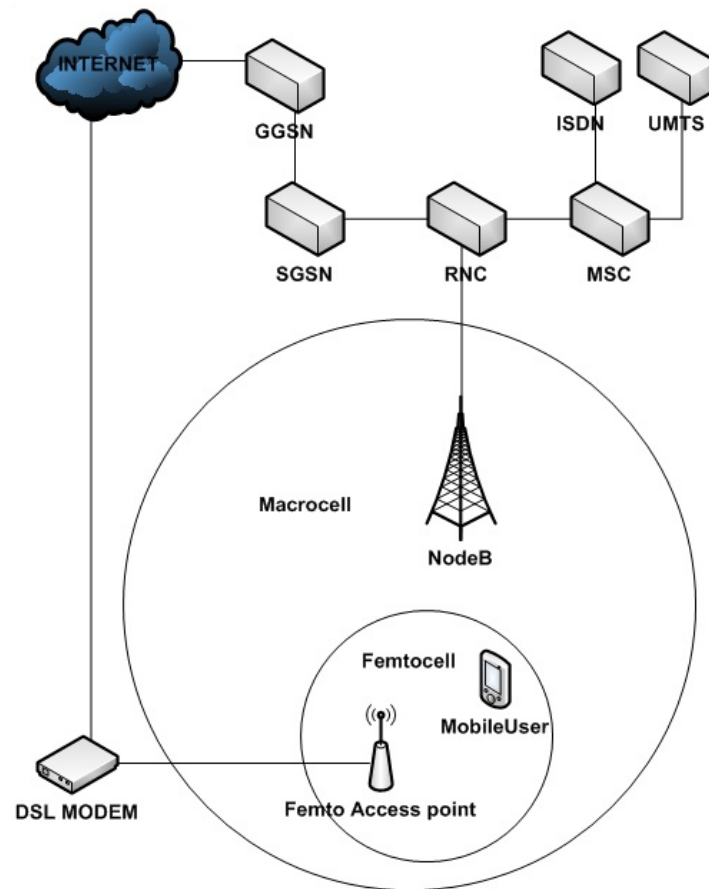 INTERNET
GGSN
ISDN
UMTS
SGSN
RNC
MSC
Macrocell
NodeB
Femtocell
MobileUser
DSL MODEM
Femto Access point